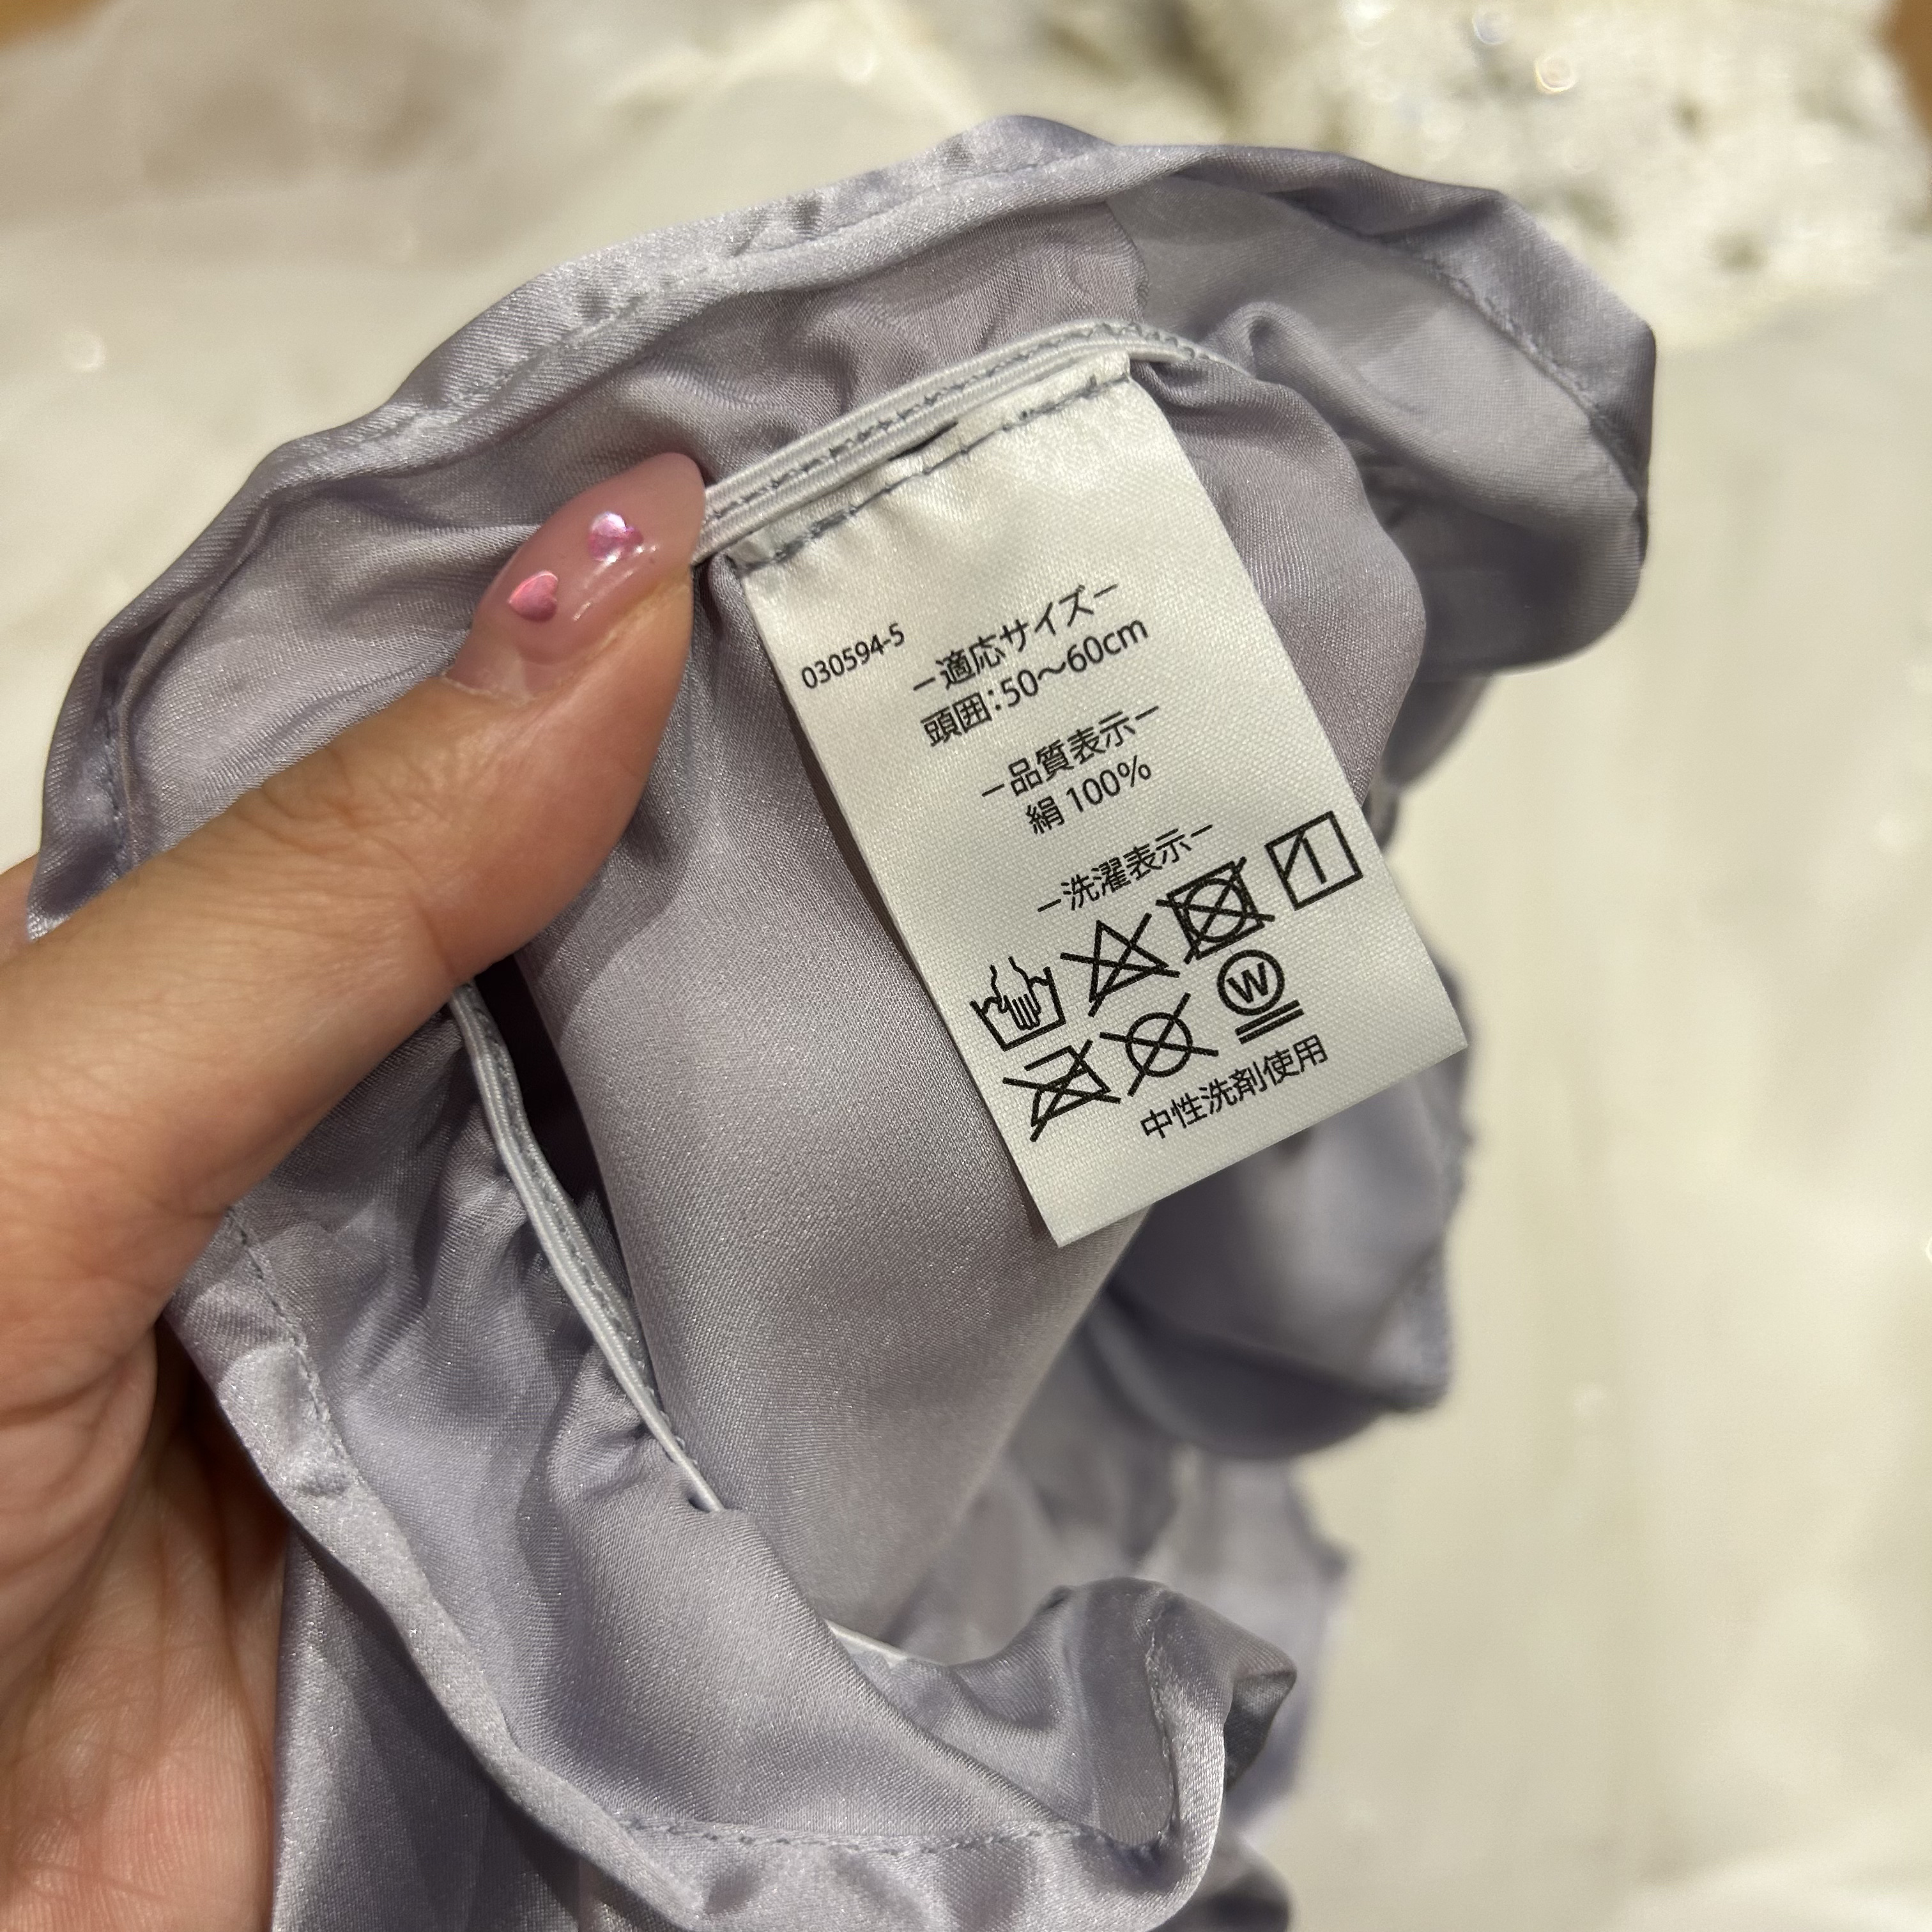 030594-5
ー適応サイズー
頭囲:50〜60cm
ー品質表示ー
絹 100%
ー洗濯表示ー
W
中性洗剤使用